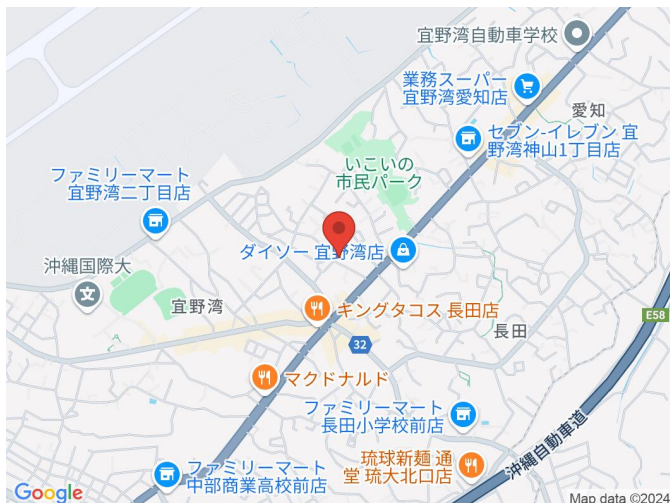 宜野湾自動車学校
業務スーパー
宜野湾愛知店
愛知
セブン-イレブン 宜
野湾神山1丁目店
いこいの
市民パーク
ファミリーマート
宜野湾二丁目店
ダイソー 宜野湾店
沖縄国際大
宜野湾
キングタコス 長田店
E58
長田
32
マクドナルド
ファミリーマート
長田小学校前店
沖縄自動車道
琉球新麺 通
堂 琉大北口店
ファミリーマート
中部商業高校前店
Google
Map data ©2024